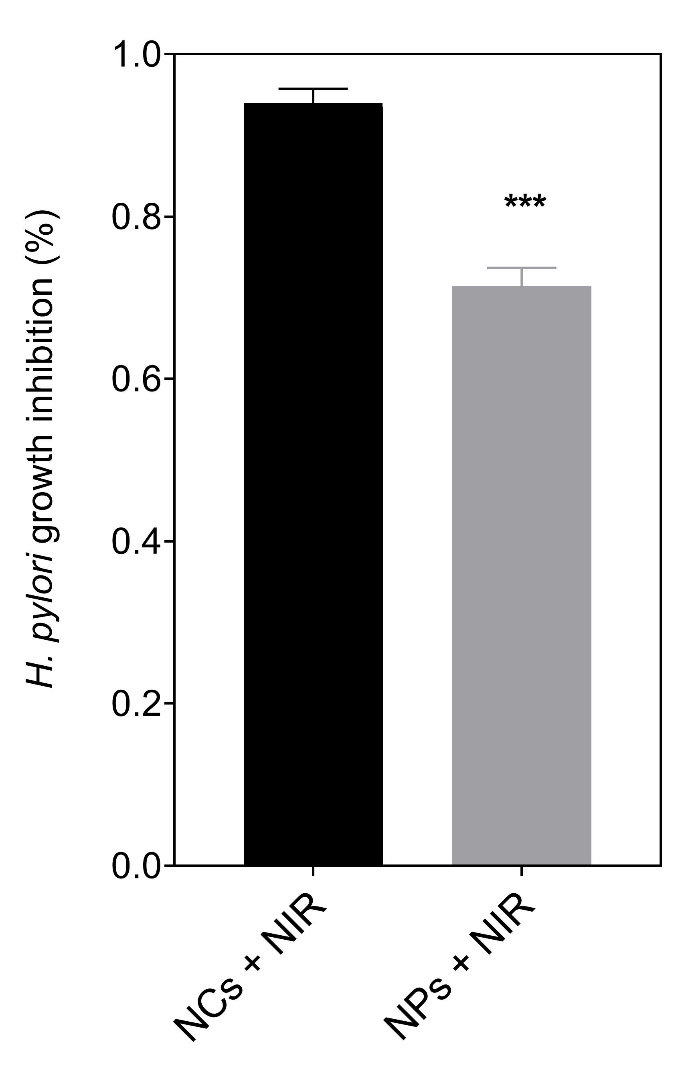 H. pylori growth inhibition (%)
1.0
0.8
0.6
0.4
0.2
0.0
***
NCs + NIR
NPs + NIR